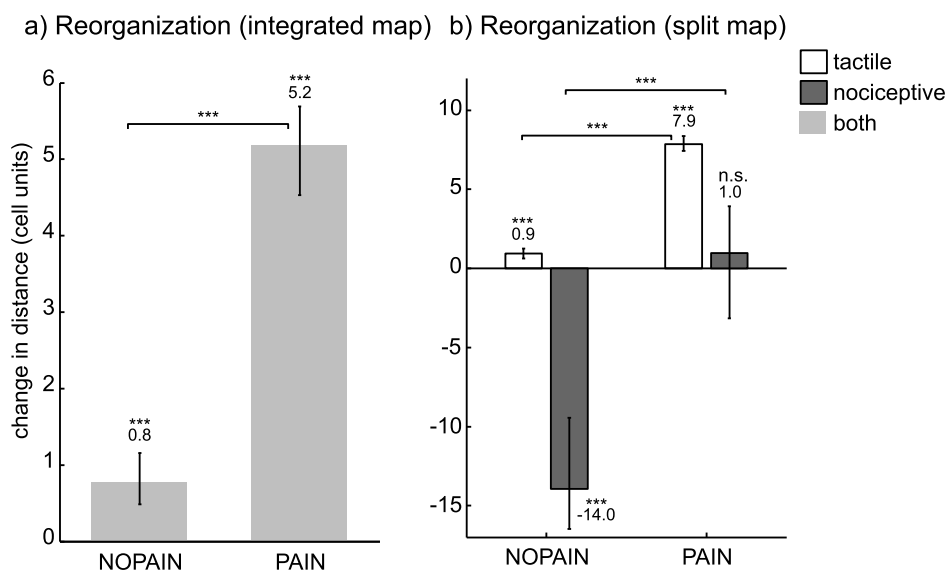 a) Reorganization (integrated map)
b) Reorganization (split map)
tactile
nociceptive
both
change in distance (cell units)
6
5
4
3
2
1
0
***
0.8
***
***
5.2
NOPAIN
PAIN
10
5
0
-5
-10
-15
***
0.9
***
-14.0
***
***
***
7.9
n.s.
1.0
NOPAIN
PAIN